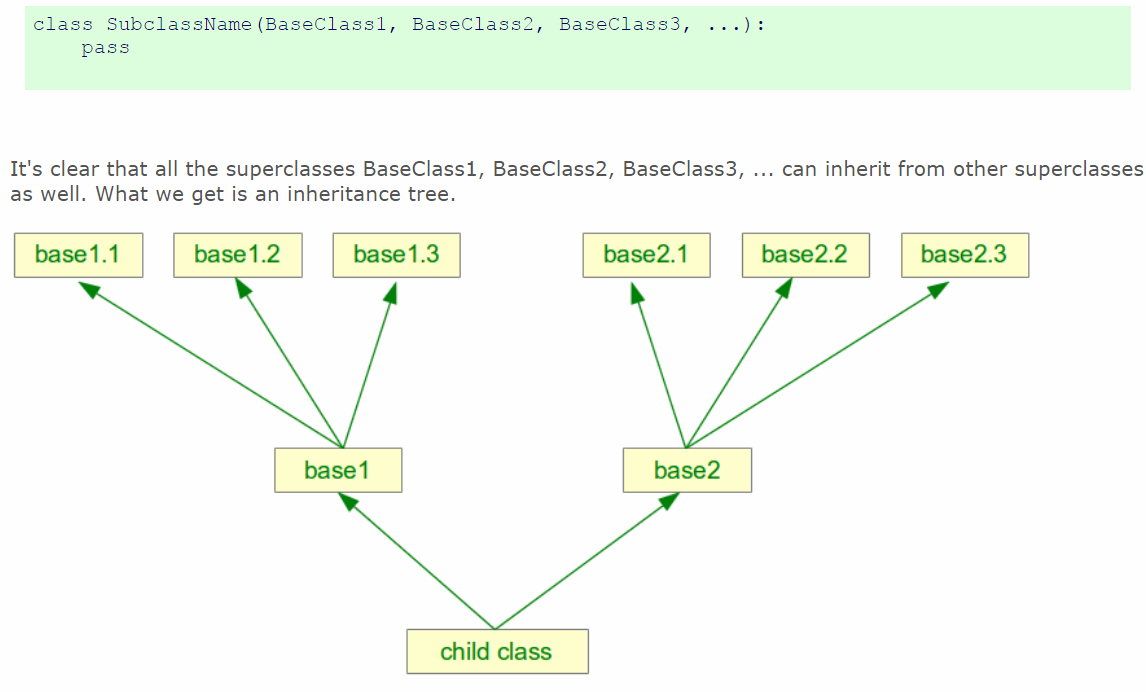 class SubclassName(BaseClass1, BaseClass2, BaseClass3, ...):
    pass
It's clear that all the superclasses BaseClass1, BaseClass2, BaseClass3, ... can inherit from other superclasses
as well. What we get is an inheritance tree.
base1.1 base1.2 base1.3 base2.1 base2.2 base2.3
base1 base2
child class